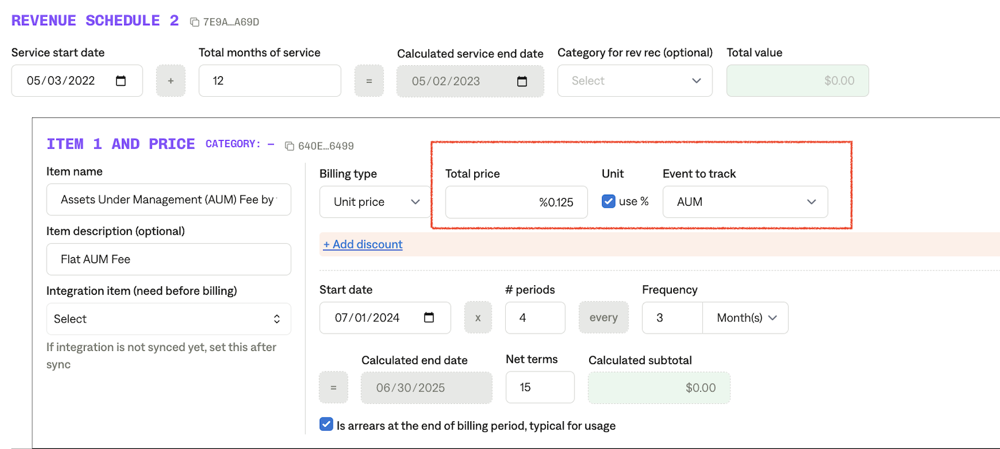 REVENUE SCHEDULE 2 7E9A...A69D
Service start date Total months of service Calculated service end date Category for rev rec (optional) Total value
05/03/2022 + 12 = 05/02/2023 Select $0.00
ITEM 1 AND PRICE CATEGORY: – 640E...6499
Item name
Assets Under Management (AUM) Fee by
Item description (optional)
Flat AUM Fee
Integration item (need before billing)
Select
If integration is not synced yet, set this after
sync
Billing type Total price Unit Event to track
Unit price %0.125 use % AUM
+ Add discount
Start date # periods Frequency
07/01/2024 x 4 every 3 Month(s)
Calculated end date Net terms Calculated subtotal
= 06/30/2025 15 $0.00
Is arrears at the end of billing period, typical for usage